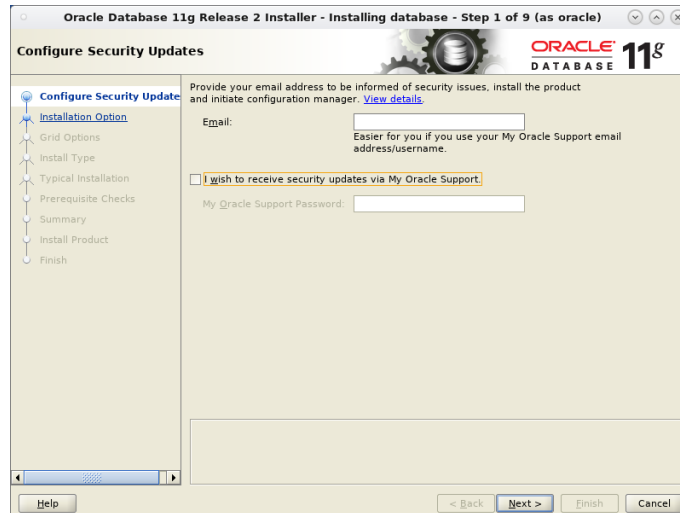 Oracle Database 11g Release 2 Installer - Installing database - Step 1 of 9 (as oracle)
Configure Security Updates
ORACLE
DATABASE
11g
Configure Security Update
Installation Option
Grid Options
Install Type
Typical Installation
Prerequisite Checks
Summary
Install Product
Finish
Provide your email address to be informed of security issues, install the product
and initiate configuration manager. View details.
Email:
Easier for you if you use your My Oracle Support email
address/username.
I wish to receive security updates via My Oracle Support.
My Oracle Support Password:
Help
< Back
Next >
Finish
Cancel